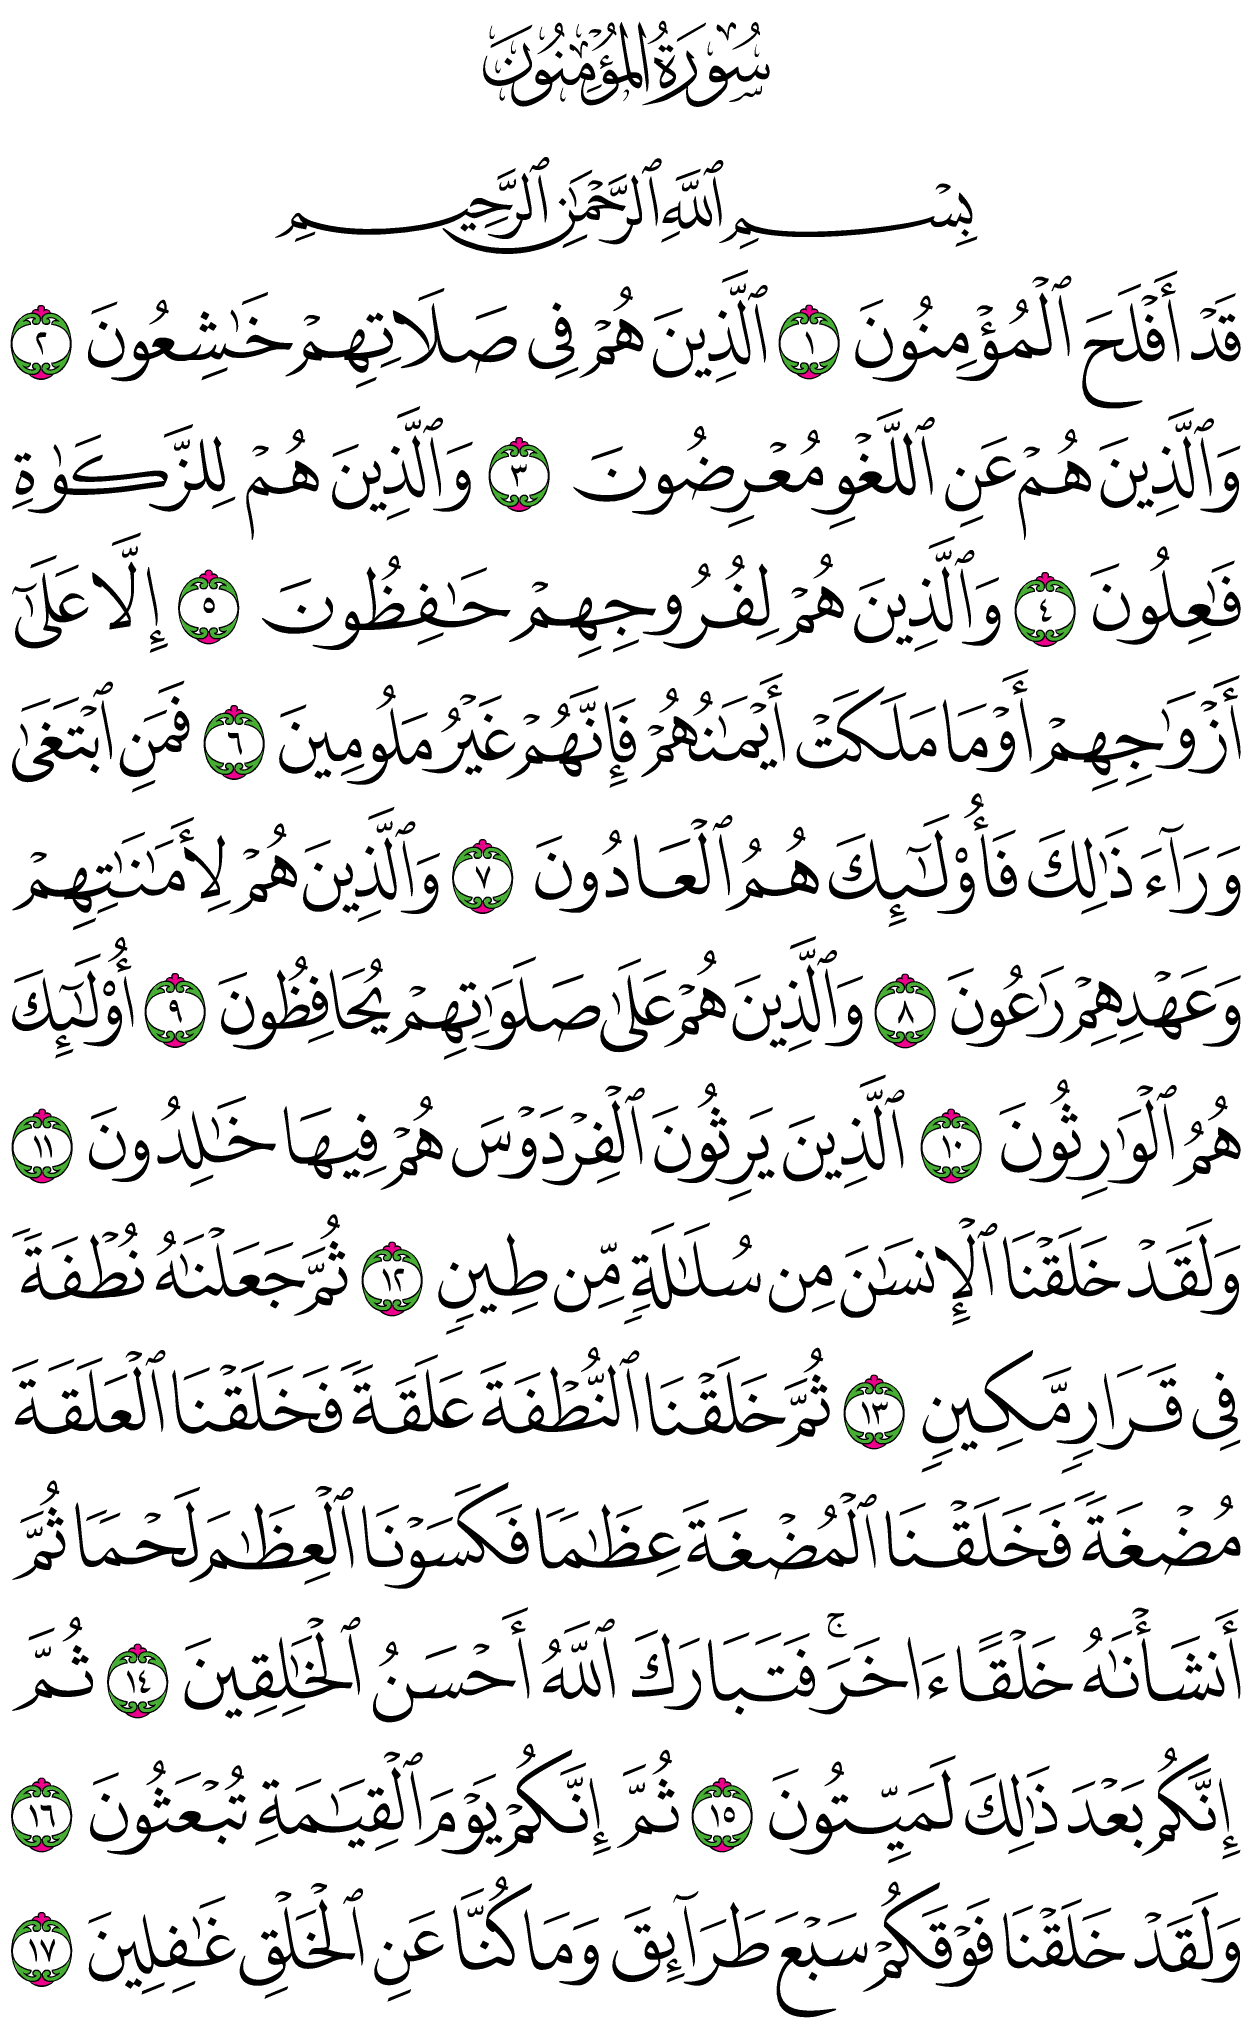 سُورَةُ المُؤْمِنُونَ
بِسْمِ ٱللَّهِ ٱلرَّحْمَٰنِ ٱلرَّحِيمِ
قَدْ أَفْلَحَ ٱلْمُؤْمِنُونَ ١ ٱلَّذِينَ هُمْ فِى صَلَاتِهِمْ خَٰشِعُونَ ٢
وَٱلَّذِينَ هُمْ عَنِ ٱللَّغْوِ مُعْرِضُونَ ٣ وَٱلَّذِينَ هُمْ لِلزَّكَوٰةِ
فَٰعِلُونَ ٤ وَٱلَّذِينَ هُمْ لِفُرُوجِهِمْ حَٰفِظُونَ ٥ إِلَّا عَلَىٰٓ
أَزْوَٰجِهِمْ أَوْ مَا مَلَكَتْ أَيْمَٰنُهُمْ فَإِنَّهُمْ غَيْرُ مَلُومِينَ ٦ فَمَنِ ٱبْتَغَىٰ
وَرَآءَ ذَٰلِكَ فَأُو۟لَٰٓئِكَ هُمُ ٱلْعَادُونَ ٧ وَٱلَّذِينَ هُمْ لِأَمَٰنَٰتِهِمْ
وَعَهْدِهِمْ رَٰعُونَ ٨ وَٱلَّذِينَ هُمْ عَلَىٰ صَلَوَٰتِهِمْ يُحَافِظُونَ ٩ أُو۟لَٰٓئِكَ
هُمُ ٱلْوَٰرِثُونَ ١٠ ٱلَّذِينَ يَرِثُونَ ٱلْفِرْدَوْسَ هُمْ فِيهَا خَٰلِدُونَ ١١
وَلَقَدْ خَلَقْنَا ٱلْإِنسَٰنَ مِن سُلَٰلَةٍ مِّن طِينٍ ١٢ ثُمَّ جَعَلْنَٰهُ نُطْفَةً
فِى قَرَارٍ مَّكِينٍ ١٣ ثُمَّ خَلَقْنَا ٱلنُّطْفَةَ عَلَقَةً فَخَلَقْنَا ٱلْعَلَقَةَ
مُضْغَةً فَخَلَقْنَا ٱلْمُضْغَةَ عِظَٰمًا فَكَسَوْنَا ٱلْعِظَٰمَ لَحْمًا ثُمَّ
أَنشَأْنَٰهُ خَلْقًا ءَاخَرَ ۚ فَتَبَارَكَ ٱللَّهُ أَحْسَنُ ٱلْخَٰلِقِينَ ١٤ ثُمَّ
إِنَّكُم بَعْدَ ذَٰلِكَ لَمَيِّتُونَ ١٥ ثُمَّ إِنَّكُمْ يَوْمَ ٱلْقِيَٰمَةِ تُبْعَثُونَ ١٦
وَلَقَدْ خَلَقْنَا فَوْقَكُمْ سَبْعَ طَرَآئِقَ وَمَا كُنَّا عَنِ ٱلْخَلْقِ غَٰفِلِينَ ١٧